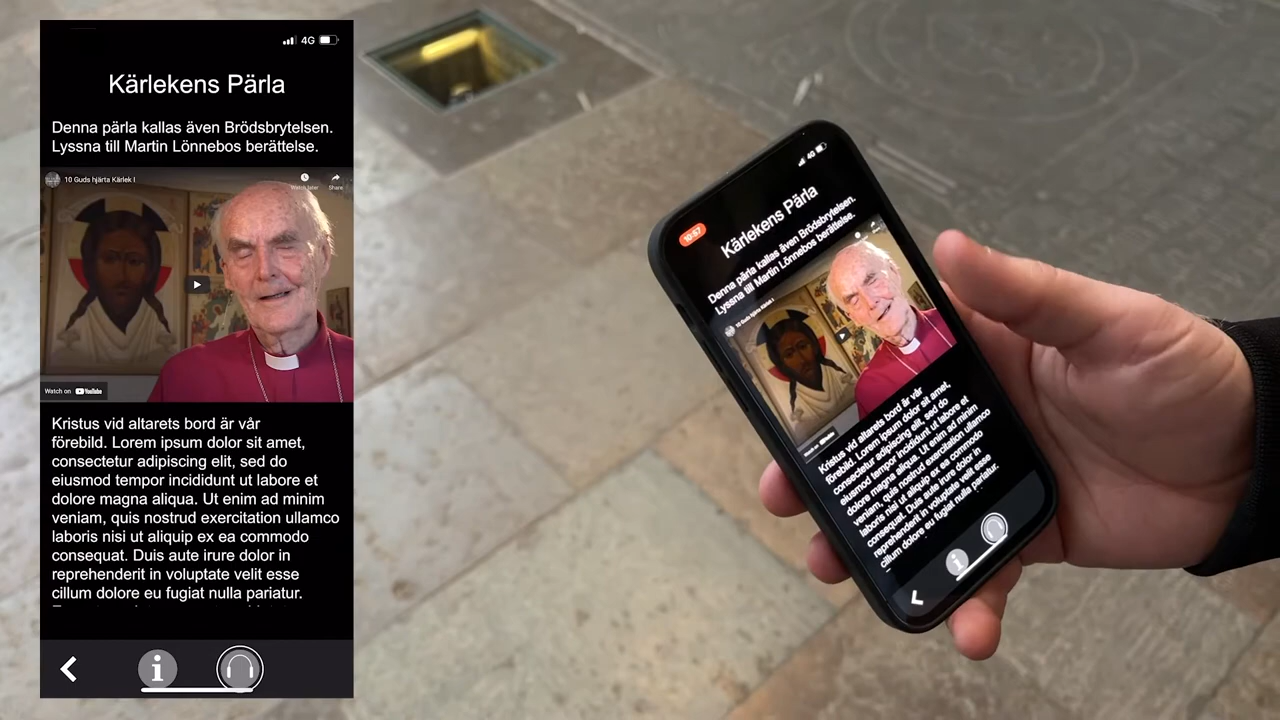 4G
Kärlekens Pärla
Denna pärla kallas även Brödsbrytelsen.
Lyssna till Martin Lönnebos berättelse.
10 Guds hjärta Kärlek I
Watch later
Share
Watch on YouTube
Kristus vid altarets bord är vår
förebild. Lorem ipsum dolor sit amet,
consectetur adipiscing elit, sed do
eiusmod tempor incididunt ut labore et
dolore magna aliqua. Ut enim ad minim
veniam, quis nostrud exercitation ullamco
laboris nisi ut aliquip ex ea commodo
consequat. Duis aute irure dolor in
reprehenderit in voluptate velit esse
cillum dolore eu fugiat nulla pariatur.
i
10:57
4G
Kärlekens Pärla
Denna pärla kallas även Brödsbrytelsen.
Lyssna till Martin Lönnebos berättelse.
10 Guds hjärta Kärlek I
Kristus vid altarets bord är vår
förebild. Lorem ipsum dolor sit amet,
consectetur adipiscing elit, sed do
eiusmod tempor incididunt ut labore et
dolore magna aliqua. Ut enim ad minim
veniam, quis nostrud exercitation ullamco
laboris nisi ut aliquip ex ea commodo
consequat. Duis aute irure dolor in
reprehenderit in voluptate velit esse
cillum dolore eu fugiat nulla pariatur.
i